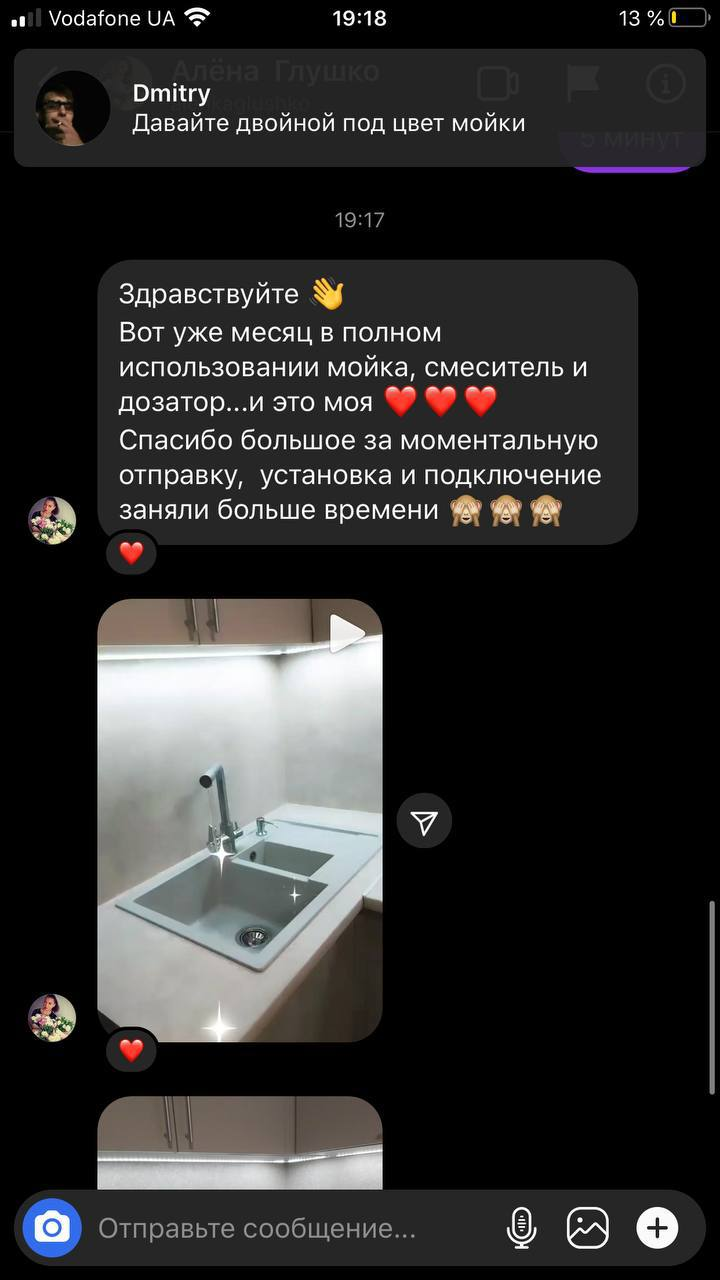 Vodafone UA
19:18
13 %
Алёна Глушко
Dmitry
Давайте двойной под цвет мойки
5 минут
19:17
Здравствуйте 👋
Вот уже месяц в полном
использовании мойка, смеситель и
дозатор...и это моя ❤️❤️❤️
Спасибо большое за моментальную
отправку,  установка и подключение
заняли больше времени 🙈🙈🙈
Отправьте сообщение...